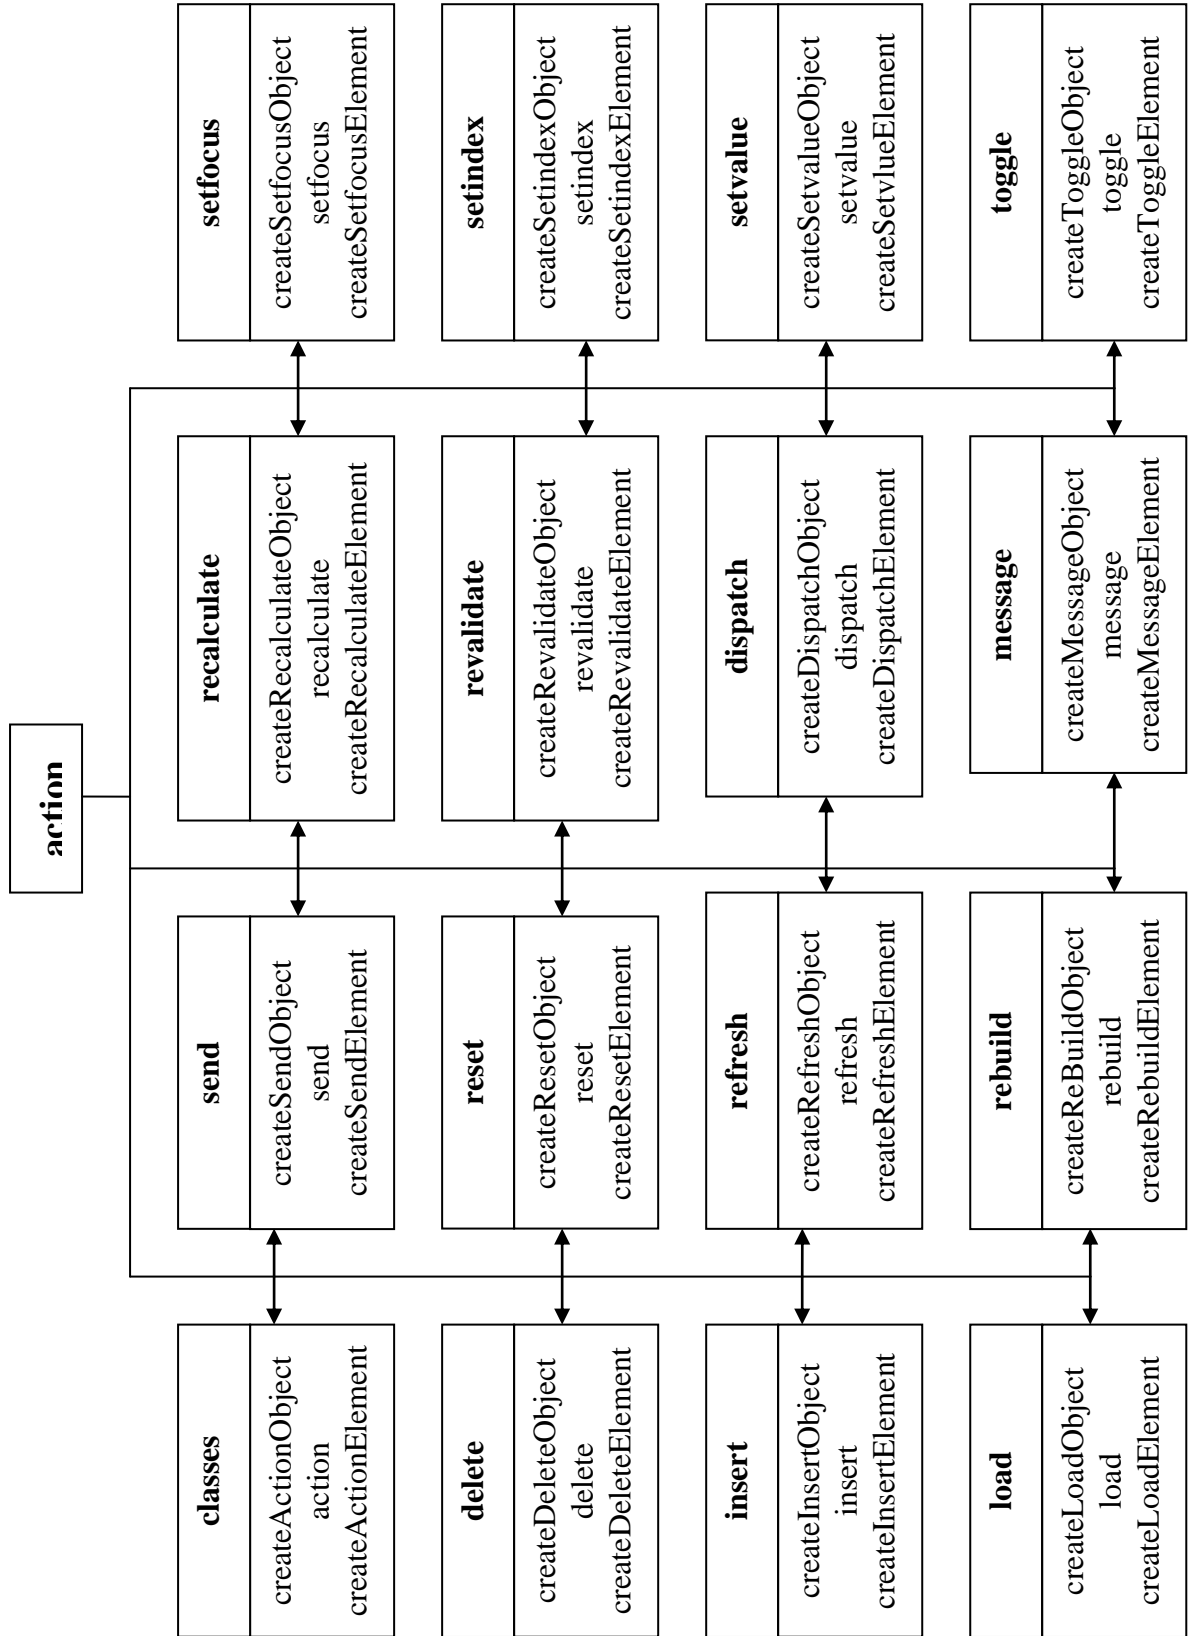 action
classes
createActionObject
action
createActionElement
send
createSendObject
send
createSendElement
recalculate
createRecalculateObject
recalculate
createRecalculateElement
setfocus
createSetfocusObject
setfocus
createSetfocusElement
delete
createDeleteObject
delete
createDeleteElement
reset
createResetObject
reset
createResetElement
revalidate
createRevalidateObject
revalidate
createRevalidateElement
setindex
createSetindexObject
setindex
createSetindexElement
insert
createInsertObject
insert
createInsertElement
refresh
createRefreshObject
refresh
createRefreshElement
dispatch
createDispatchObject
dispatch
createDispatchElement
setvalue
createSetvalueObject
setvalue
createSetvlueElement
load
createLoadObject
load
createLoadElement
rebuild
createReBuildObject
rebuild
createRebuildElement
message
createMessageObject
message
createMessageElement
toggle
createToggleObject
toggle
createToggleElement